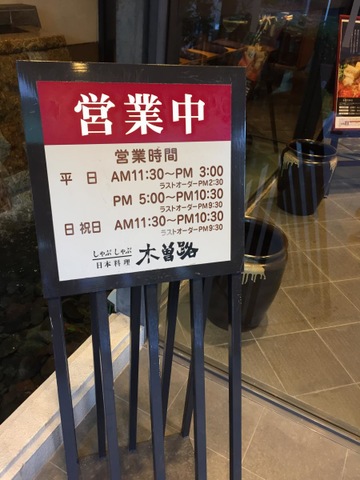 営業中
営業時間
平日 AM11:30～PM 3:00
ラストオーダーPM2:30
PM 5:00～PM10:30
ラストオーダーPM9:30
日祝日 AM11:30～PM10:30
ラストオーダーPM9:30
しゃぶしゃぶ
日本料理
木曽路